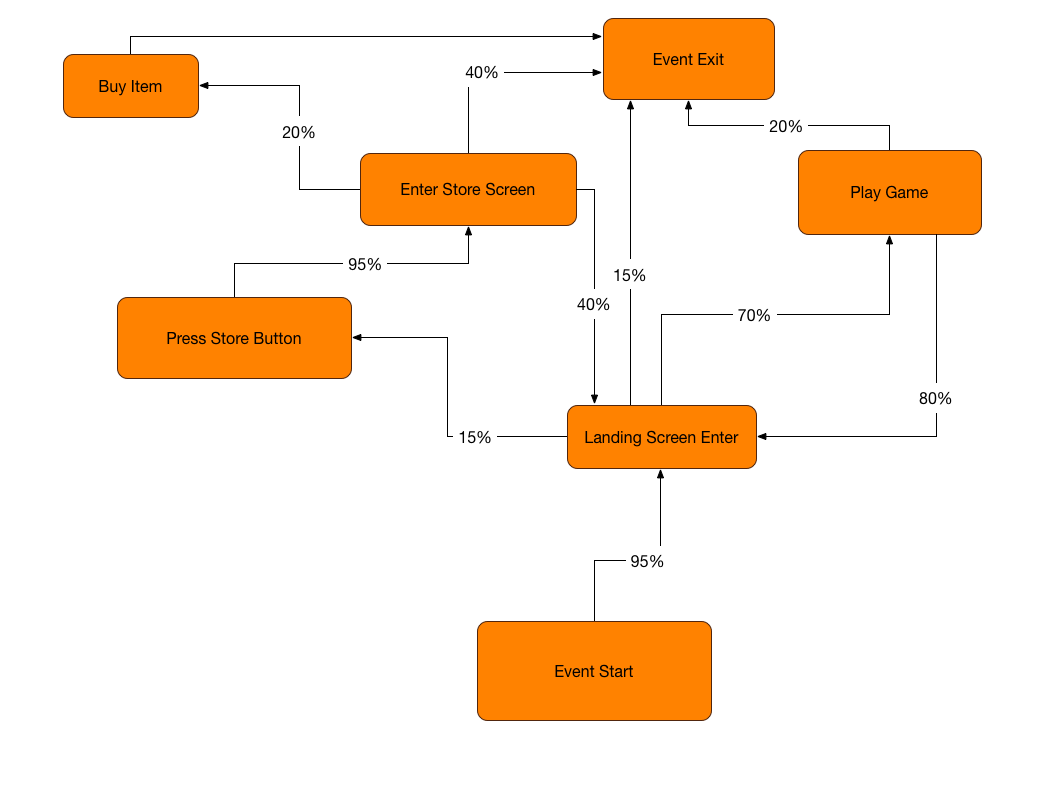 Event Exit
40%
Buy Item
20%
20%
Enter Store Screen
Play Game
95%
15%
40%
70%
Press Store Button
80%
15%
Landing Screen Enter
95%
Event Start